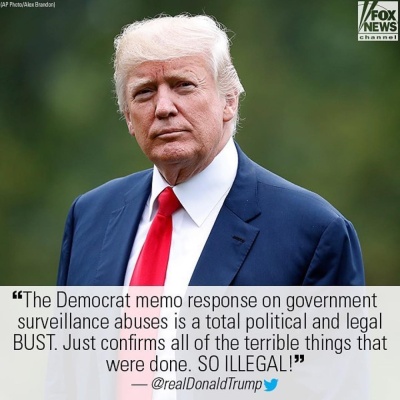 (AP Photo/Alex Brandon)
FOX
NEWS
channel
“The Democrat memo response on government
surveillance abuses is a total political and legal
BUST. Just confirms all of the terrible things that
were done. SO ILLEGAL!”
— @realDonaldTrump